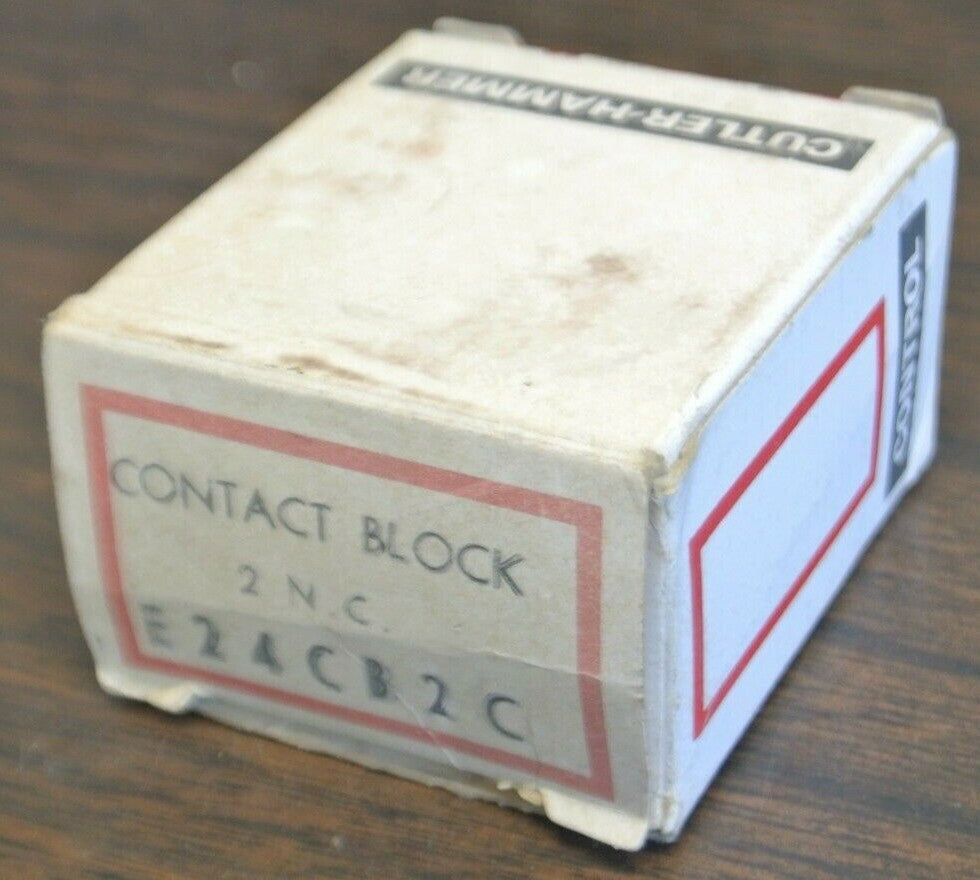 CUTLER-HAMMER
CONTROL
CONTACT BLOCK
2 N.C.
E24CB2C